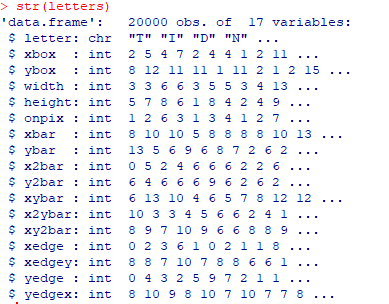 > str(letters)
'data.frame':   20000 obs. of  17 variables:
 $ letter: chr  "T" "I" "D" "N" ...
 $ xbox  : int  2 5 4 7 2 4 4 1 2 11 ...
 $ ybox  : int  8 12 11 11 1 11 2 1 2 15 ...
 $ width : int  3 3 6 6 3 5 5 3 4 13 ...
 $ height: int  5 7 8 6 1 8 4 2 4 9 ...
 $ onpix : int  1 2 6 3 1 3 4 1 2 7 ...
 $ xbar  : int  8 10 10 5 8 8 8 8 10 13 ...
 $ ybar  : int  13 5 6 9 6 8 7 2 6 2 ...
 $ x2bar : int  0 5 2 4 6 6 6 2 2 6 ...
 $ y2bar : int  6 4 6 6 6 9 6 2 6 2 ...
 $ xybar : int  6 13 10 4 6 5 7 8 12 12 ...
 $ x2ybar: int  10 3 3 4 5 6 6 2 4 1 ...
 $ xy2bar: int  8 9 7 10 9 6 6 8 8 9 ...
 $ xedge : int  0 2 3 6 1 0 2 1 1 8 ...
 $ xedgey: int  8 8 7 10 7 8 8 6 6 1 ...
 $ yedge : int  0 4 3 2 5 9 7 2 1 1 ...
 $ yedgex: int  8 10 9 8 10 7 10 7 7 8 ...